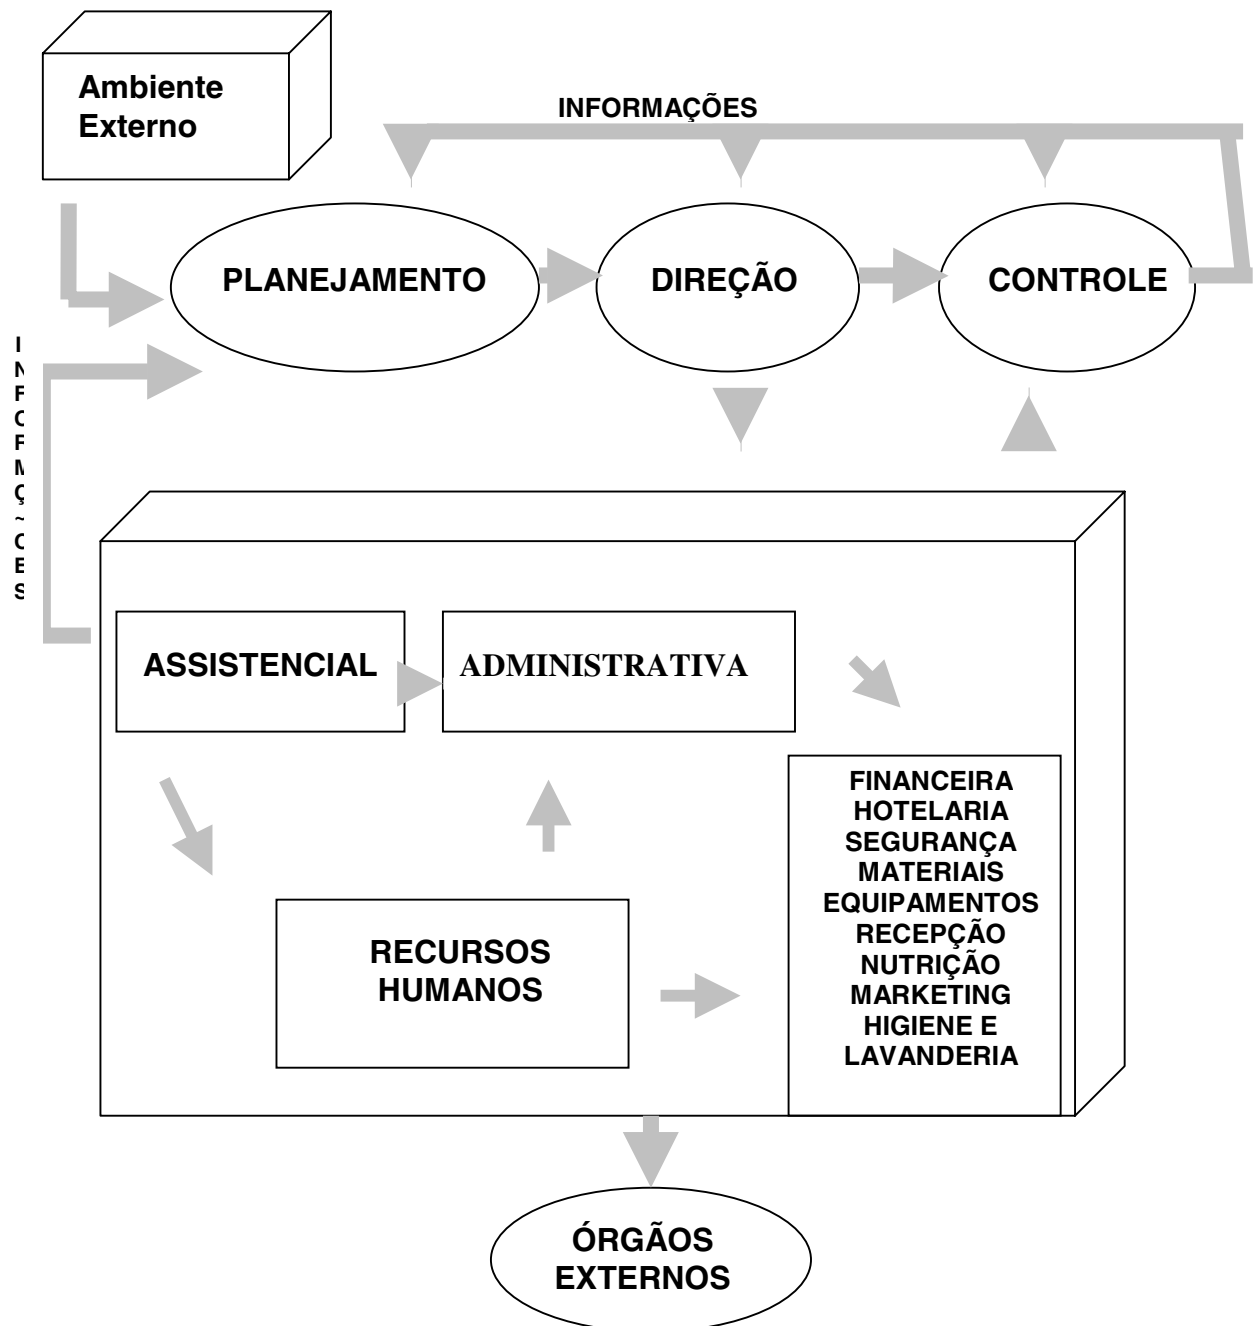 Ambiente
Externo
INFORMAÇÕES
PLANEJAMENTO
DIREÇÃO
CONTROLE
I
N
F
O
R
M
Ç
~
O
E
S
ASSISTENCIAL
ADMINISTRATIVA
FINANCEIRA
HOTELARIA
SEGURANÇA
MATERIAIS
EQUIPAMENTOS
RECEPÇÃO
NUTRIÇÃO
MARKETING
HIGIENE E
LAVANDERIA
RECURSOS
HUMANOS
ÓRGÃOS
EXTERNOS